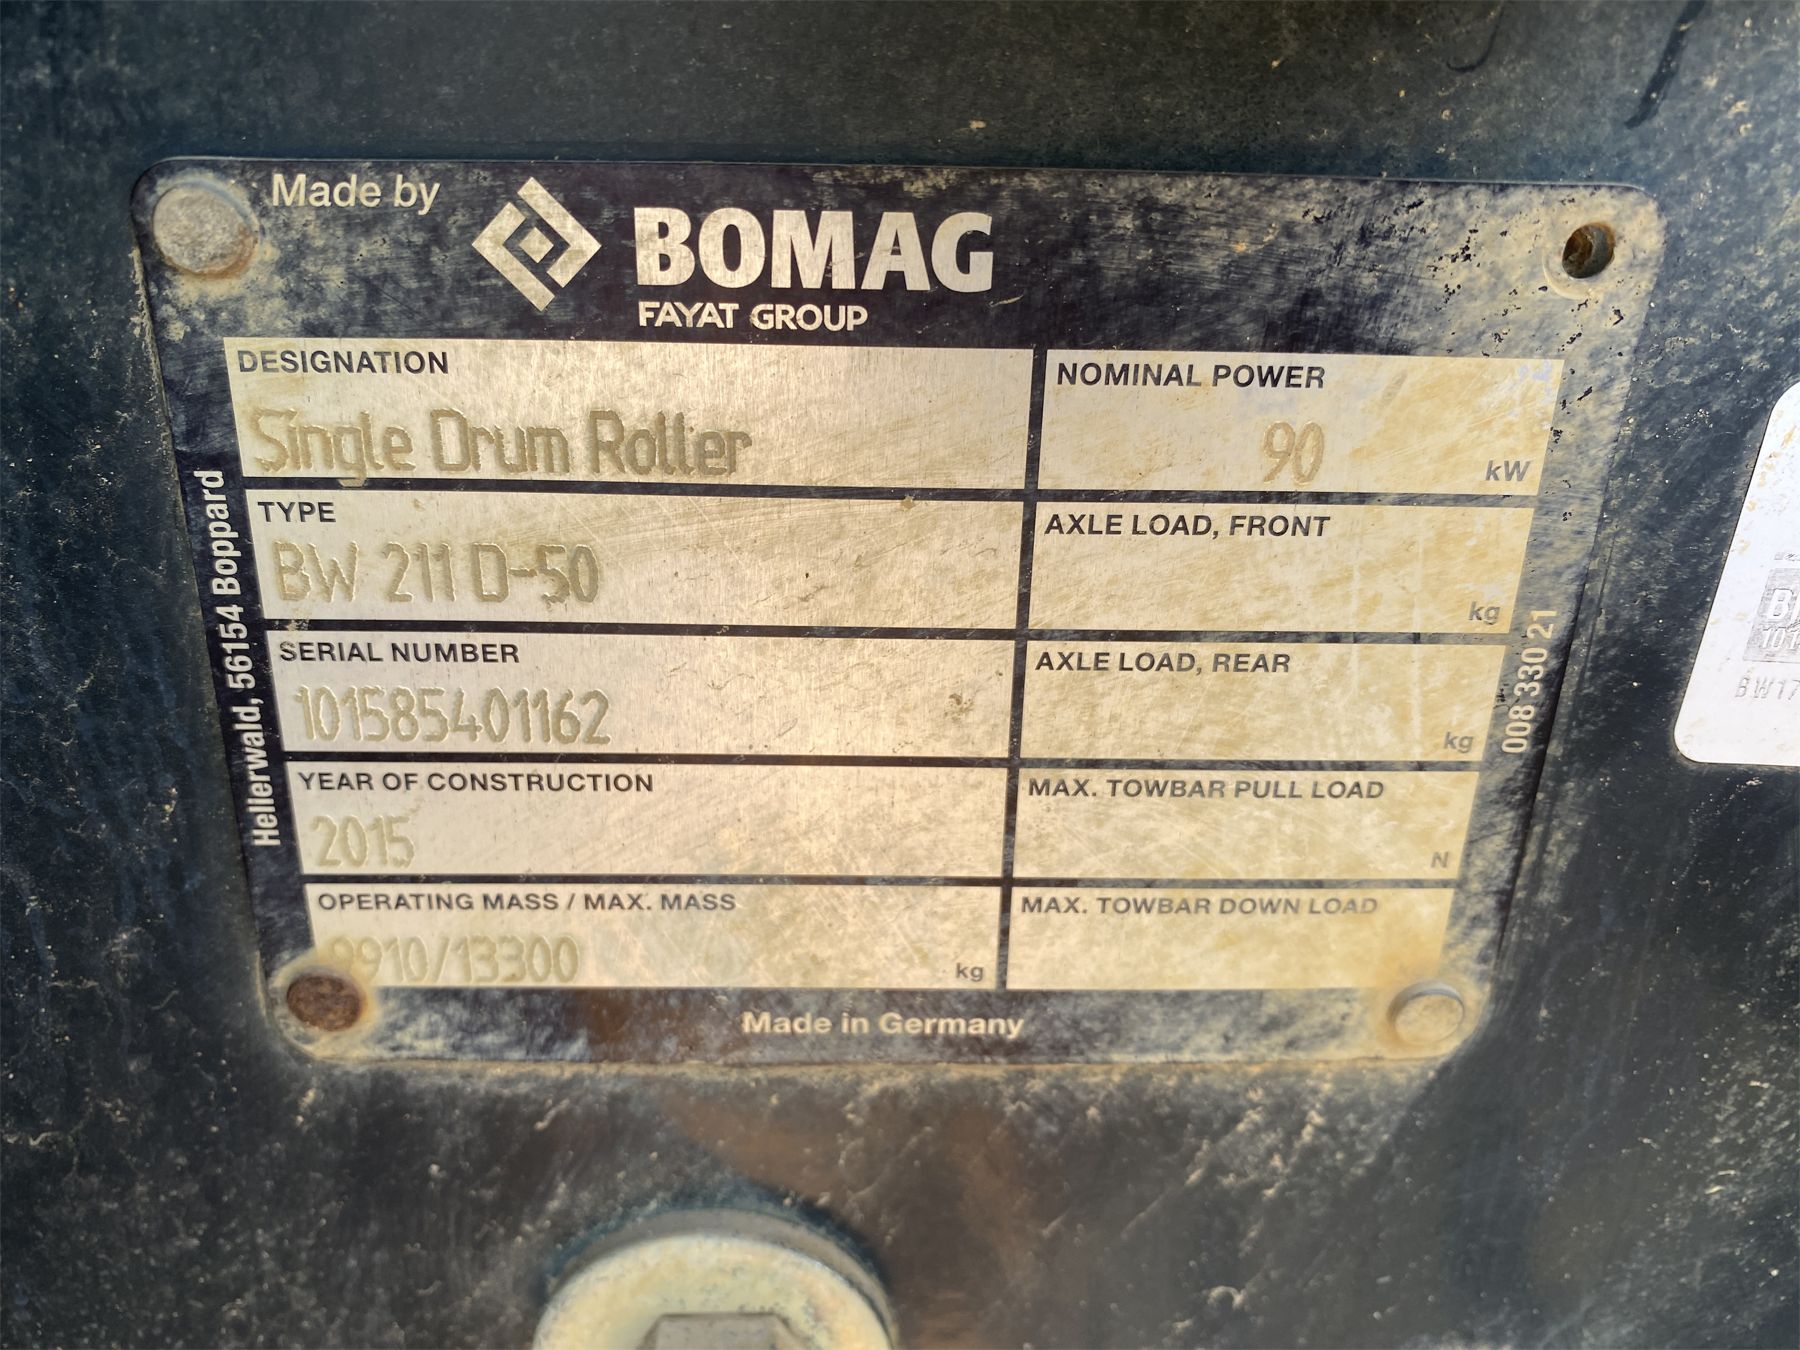 Made by
BOMAG
FAYAT GROUP
DESIGNATION
Single Drum Roller
NOMINAL POWER
90 kW
TYPE
BW 211 D-50
AXLE LOAD, FRONT
kg
SERIAL NUMBER
101585401162
AXLE LOAD, REAR
kg
YEAR OF CONSTRUCTION
2015
MAX. TOWBAR PULL LOAD
N
OPERATING MASS / MAX. MASS
9910/13300 kg
MAX. TOWBAR DOWN LOAD
Made in Germany
Hellerwald, 56154 Boppard
008 330 21
BW17